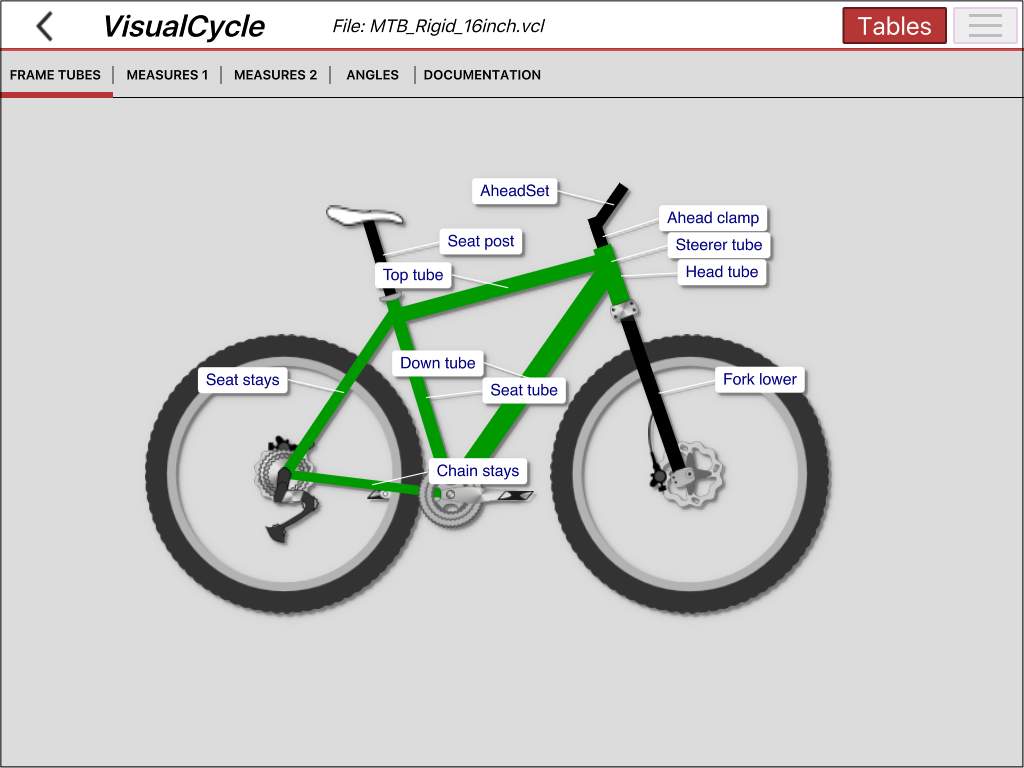 VisualCycle
File: MTB_Rigid_16inch.vcl
Tables
FRAME TUBES
MEASURES 1
MEASURES 2
ANGLES
DOCUMENTATION
AheadSet
Ahead clamp
Seat post
Steerer tube
Top tube
Head tube
Down tube
Seat stays
Seat tube
Fork lower
Chain stays